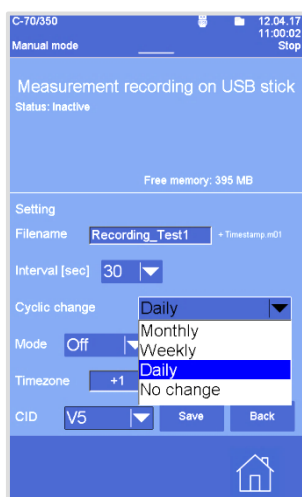 C-70/350 12.04.17
11:00:02
Manual mode Stop
Measurement recording on USB stick
Status: Inactive
Free memory: 395 MB
Setting
Filename Recording_Test1 + Timestamp.m01
Interval [sec] 30
Cyclic change Daily
Monthly
Weekly
Mode Off Daily
No change
Timezone +1
CID V5 Save Back